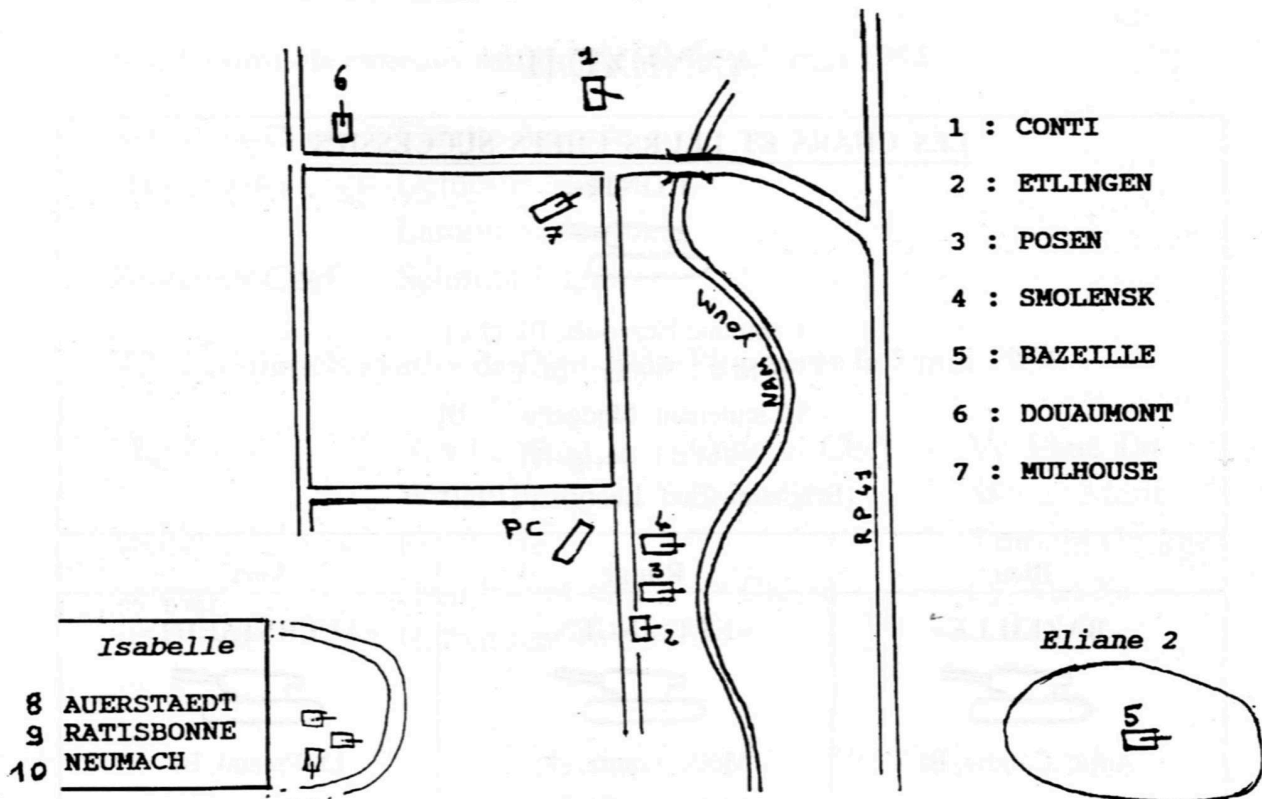 6
1
1 : CONTI
2 : ETLINGEN
3 : POSEN
4 : SMOLENSK
5 : BAZEILLE
6 : DOUAUMONT
7 : MULHOUSE
7
NAM YOUM
RP 41
PC
4
3
2
Isabelle
8 AUERSTAEDT
9 RATISBONNE
10 NEUMACH
Eliane 2
5